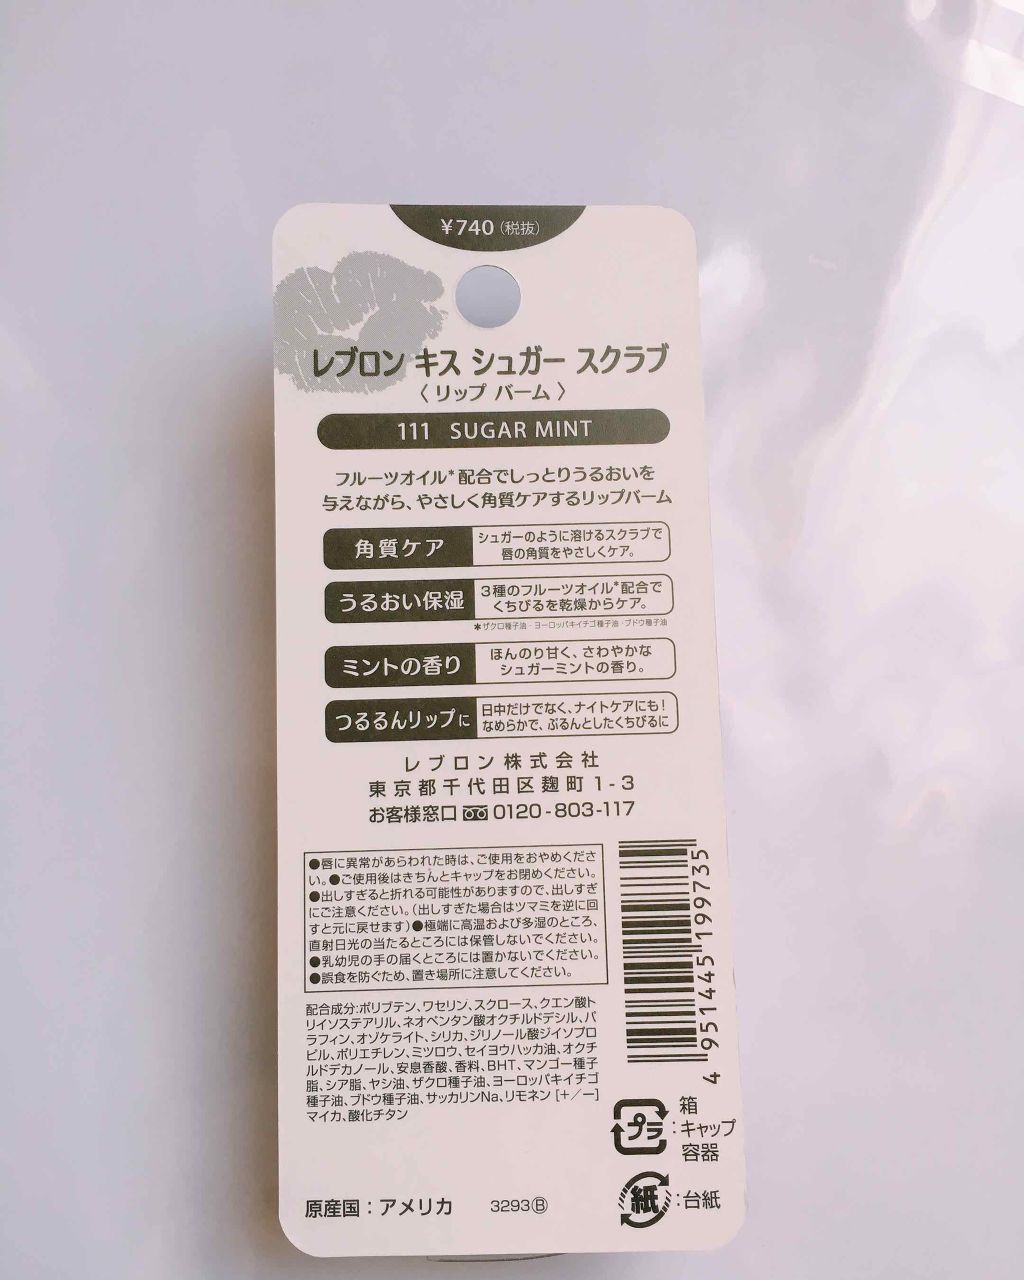 ¥740(税抜)
レブロン キス シュガー スクラブ
〈 リップ バーム 〉
111 SUGAR MINT
フルーツオイル*配合でしっとりうるおいを
与えながら、やさしく角質ケアするリップバーム
角質ケア
シュガーのように溶けるスクラブで
唇の角質をやさしくケア。
うるおい保湿
3種のフルーツオイル*配合で
くちびるを乾燥からケア。
*ザクロ種子油・ヨーロッパキイチゴ種子油・ブドウ種子油
ミントの香り
ほんのり甘く、さわやかな
シュガーミントの香り。
つるるんリップに
日中だけでなく、ナイトケアにも!
なめらかで、ぷるんとしたくちびるに
レブロン株式会社
東京都千代田区麹町1-3
お客様窓口 0120-803-117
●唇に異常があらわれた時は、ご使用をおやめくださ
い。●ご使用後はきちんとキャップをお閉めください。
●出しすぎると折れる可能性がありますので、出しすぎ
にご注意ください。(出しすぎた場合はツマミを逆に回
すと元に戻せます)●極端に高温および多湿のところ、
直射日光の当たるところには保管しないでください。
●乳幼児の手の届くところには置かないでください。
●誤食を防ぐため、置き場所に注意してください。
配合成分:ポリブテン、ワセリン、スクロース、クエン酸ト
リイソステアリル、ネオペンタン酸オクチルドデシル、パ
ラフィン、オゾケライト、シリカ、ジリノール酸ジイソプロ
ピル、ポリエチレン、ミツロウ、セイヨウハッカ油、オクチ
ルドデカノール、安息香酸、香料、BHT、マンゴー種子
脂、シア脂、ヤシ油、ザクロ種子油、ヨーロッパキイチゴ
種子油、ブドウ種子油、サッカリンNa、リモネン [+/-]
マイカ、酸化チタン
原産国:アメリカ
3293Ⓑ
4 951445 199735
プラ
:箱
キャップ
容器
紙
:台紙